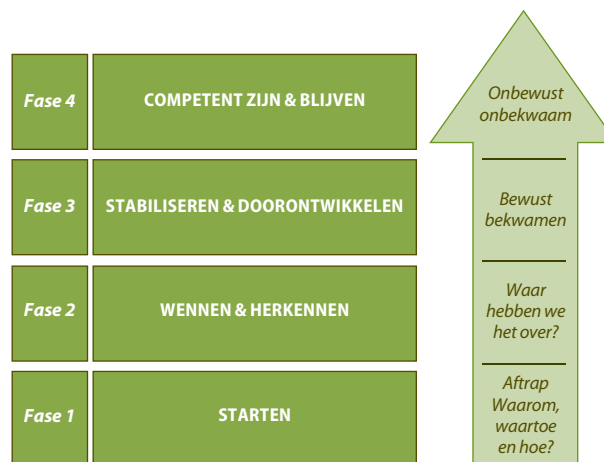 Fase 4
COMPETENT ZIJN & BLIJVEN
Onbewust
onbekwaam
Fase 3
STABILISEREN & DOORONTWIKKELEN
Bewust
bekwamen
Fase 2
WENNEN & HERKENNEN
Waar
hebben we
het over?
Fase 1
STARTEN
Aftrap
Waarom,
waartoe
en hoe?